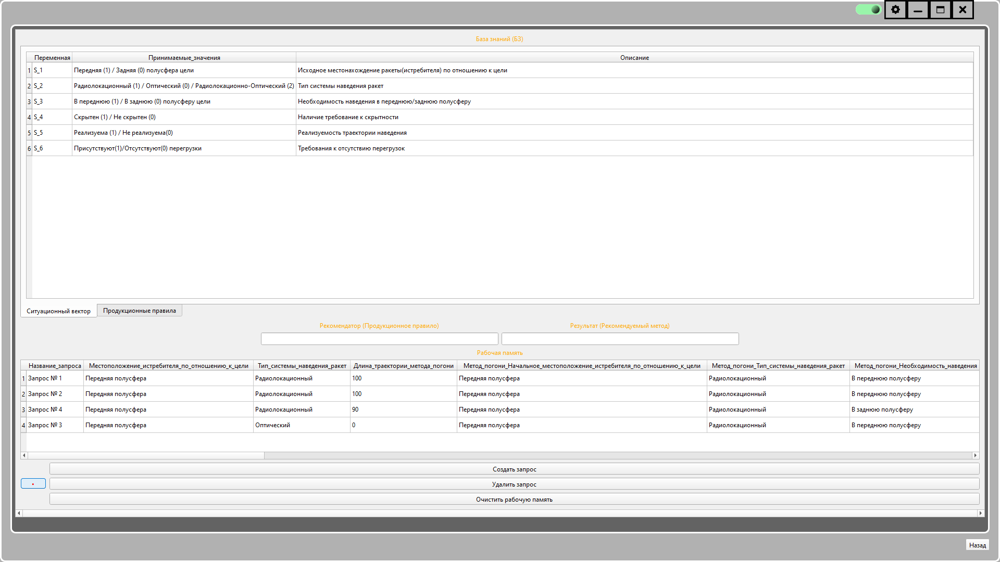 База знаний (БЗ)
Переменная Принимаемые_значения Описание
1 S_1 Передняя (1) / Задняя (0) полусфера цели Исходное местонахождение ракеты(истребителя) по отношению к цели
2 S_2 Радиолокационный (1) / Оптический (0) / Радиолокационно-Оптический (2) Тип системы наведения ракет
3 S_3 В переднюю (1) / В заднюю (0) полусферу цели Необходимость наведения в переднюю/заднюю полусферу
4 S_4 Скрытен (1) / Не скрытен (0) Наличие требование к скрытности
5 S_5 Реализуема (1) / Не реализуема(0) Реализуемость траектории наведения
6 S_6 Присутствуют(1)/Отсутствуют(0) перегрузки Требования к отсутствию перегрузок
Ситуационный вектор Продукционные правила
Рекомендатор (Продукционное правило) Результат (Рекомендуемый метод)
Рабочая память
Название_запроса Местоположение_истребителя_по_отношению_к_цели Тип_системы_наведения_ракет Длина_траектории_метода_погони Метод_погони_Начальное_местоположение_истребителя_по_отношению_к_цели Метод_погони_Тип_системы_наведения_ракет Метод_погони_Необходимость_наведения
1 Запрос № 1 Передняя полусфера Радиолокационный 100 Передняя полусфера Радиолокационный В переднюю полусферу
2 Запрос № 2 Передняя полусфера Радиолокационный 100 Передняя полусфера Радиолокационный В переднюю полусферу
3 Запрос № 4 Передняя полусфера Радиолокационный 90 Передняя полусфера Радиолокационный В заднюю полусферу
4 Запрос № 3 Передняя полусфера Оптический 0 Передняя полусфера Радиолокационный В переднюю полусферу
Создать запрос
Удалить запрос
Очистить рабочую память
Назад